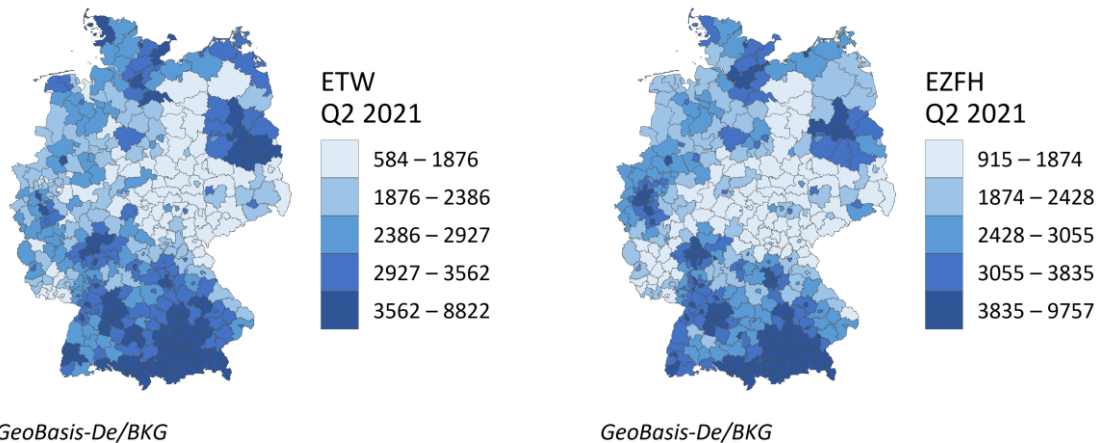 ETW
Q2 2021
584 – 1876
1876 – 2386
2386 – 2927
2927 – 3562
3562 – 8822
GeoBasis-De/BKG
EZFH
Q2 2021
915 – 1874
1874 – 2428
2428 – 3055
3055 – 3835
3835 – 9757
GeoBasis-De/BKG